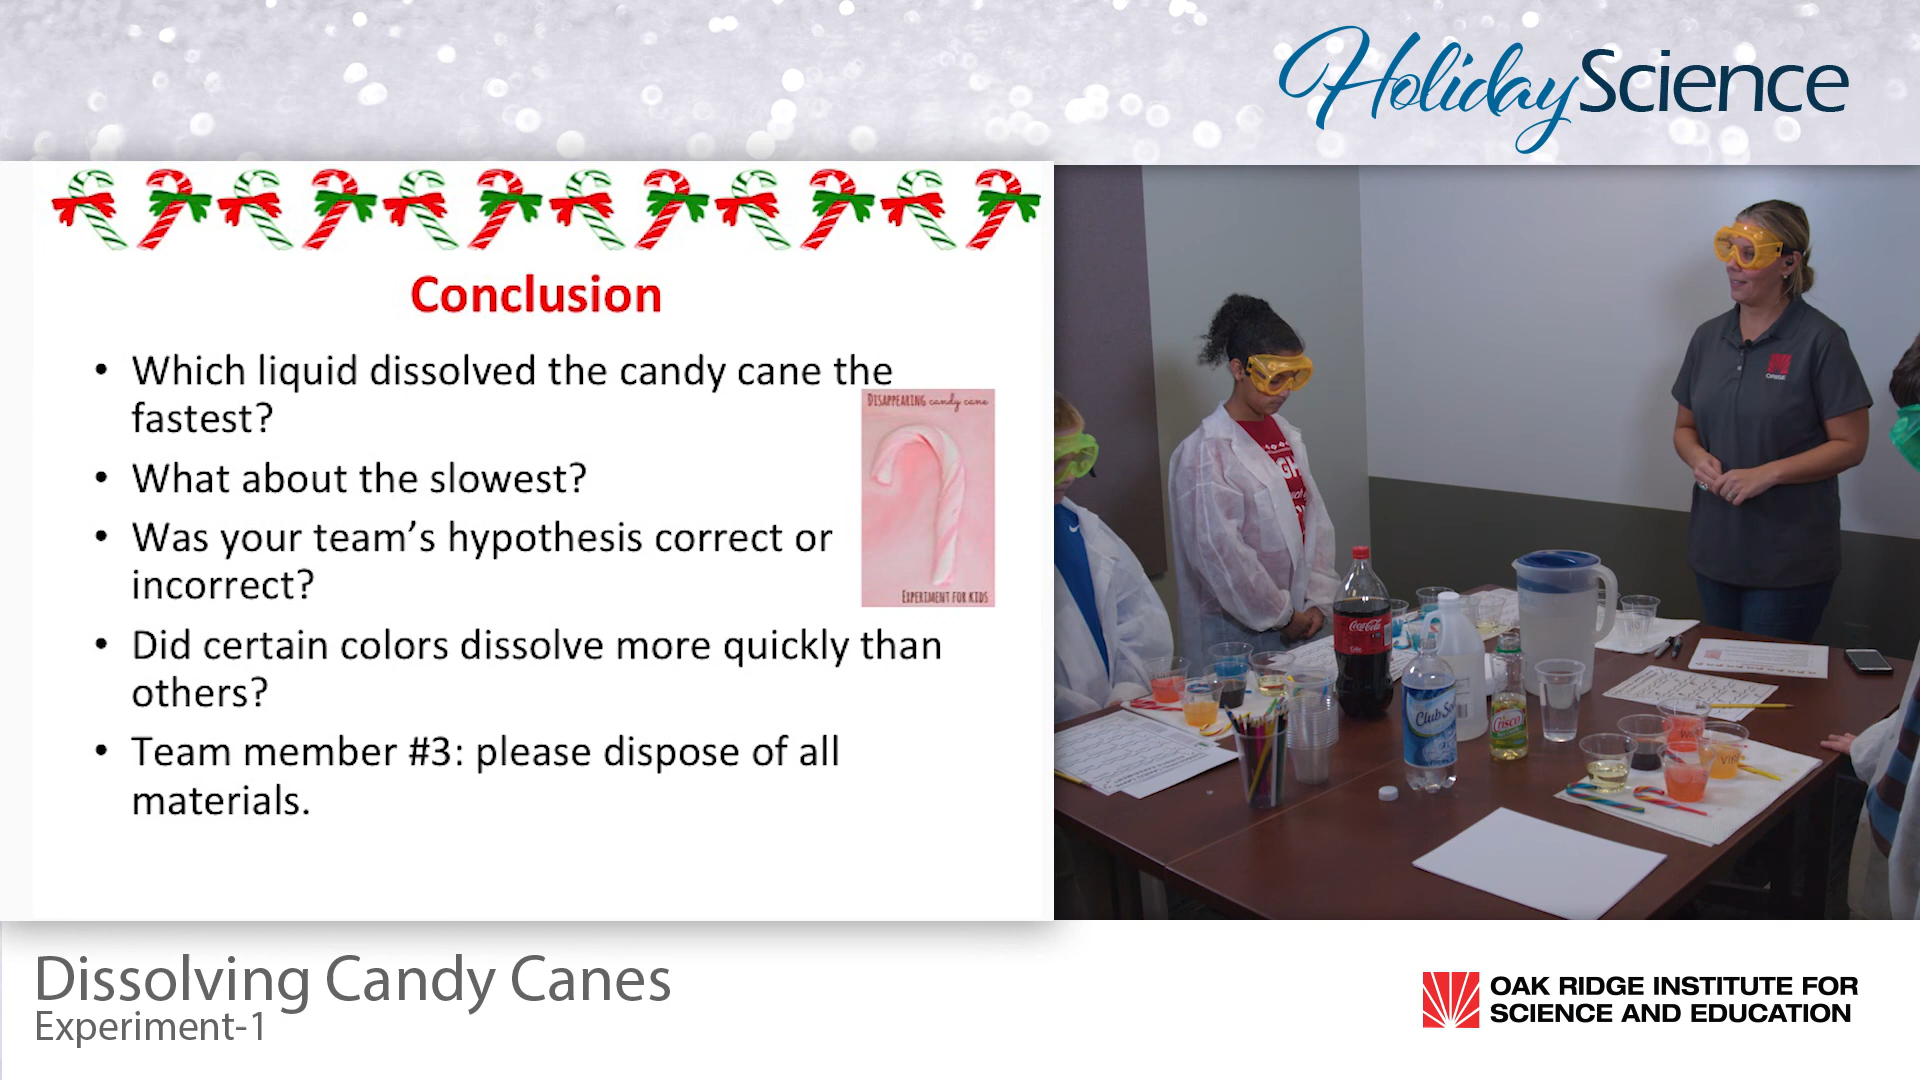 HolidayScience
Conclusion
• Which liquid dissolved the candy cane the
fastest?
• What about the slowest?
• Was your team’s hypothesis correct or
incorrect?
• Did certain colors dissolve more quickly than
others?
• Team member #3: please dispose of all
materials.
DISAPPEARING candy cane
EXPERIMENT FOR KIDS
ORISE
Coca-Cola
Club So
Crisco
Dissolving Candy Canes
Experiment-1
OAK RIDGE INSTITUTE FOR
SCIENCE AND EDUCATION